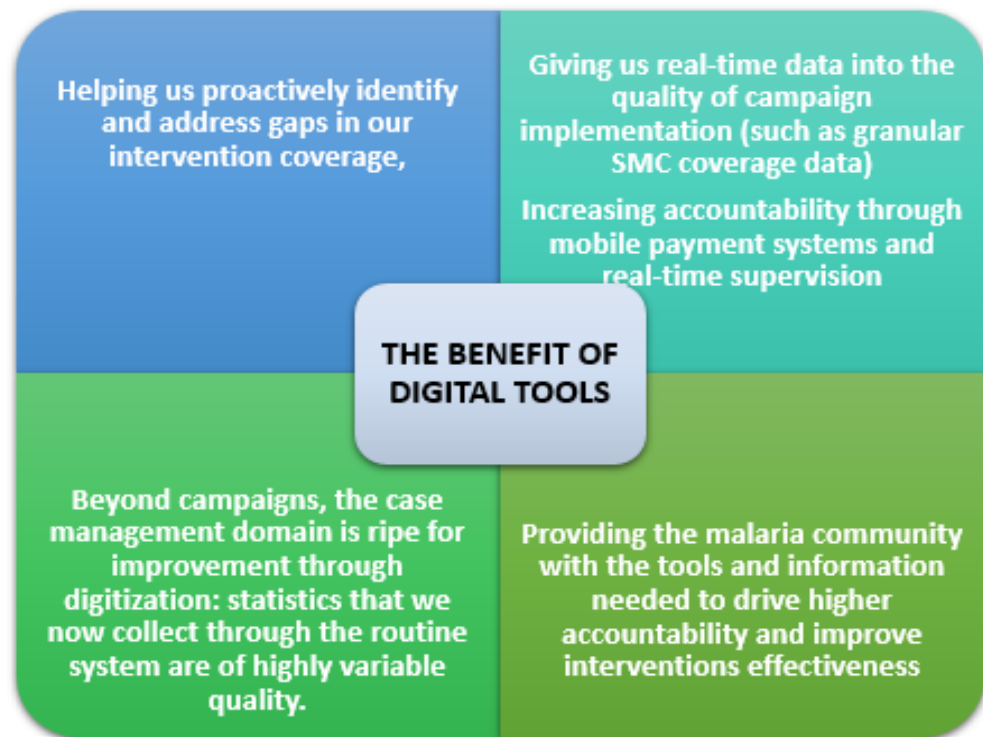 Helping us proactively identify
and address gaps in our
intervention coverage,
Giving us real-time data into the
quality of campaign
implementation (such as granular
SMC coverage data)
Increasing accountability through
mobile payment systems and
real-time supervision
THE BENEFIT OF
DIGITAL TOOLS
Beyond campaigns, the case
management domain is ripe for
improvement through
digitization: statistics that we
now collect through the routine
system are of highly variable
quality.
Providing the malaria community
with the tools and information
needed to drive higher
accountability and improve
interventions effectiveness